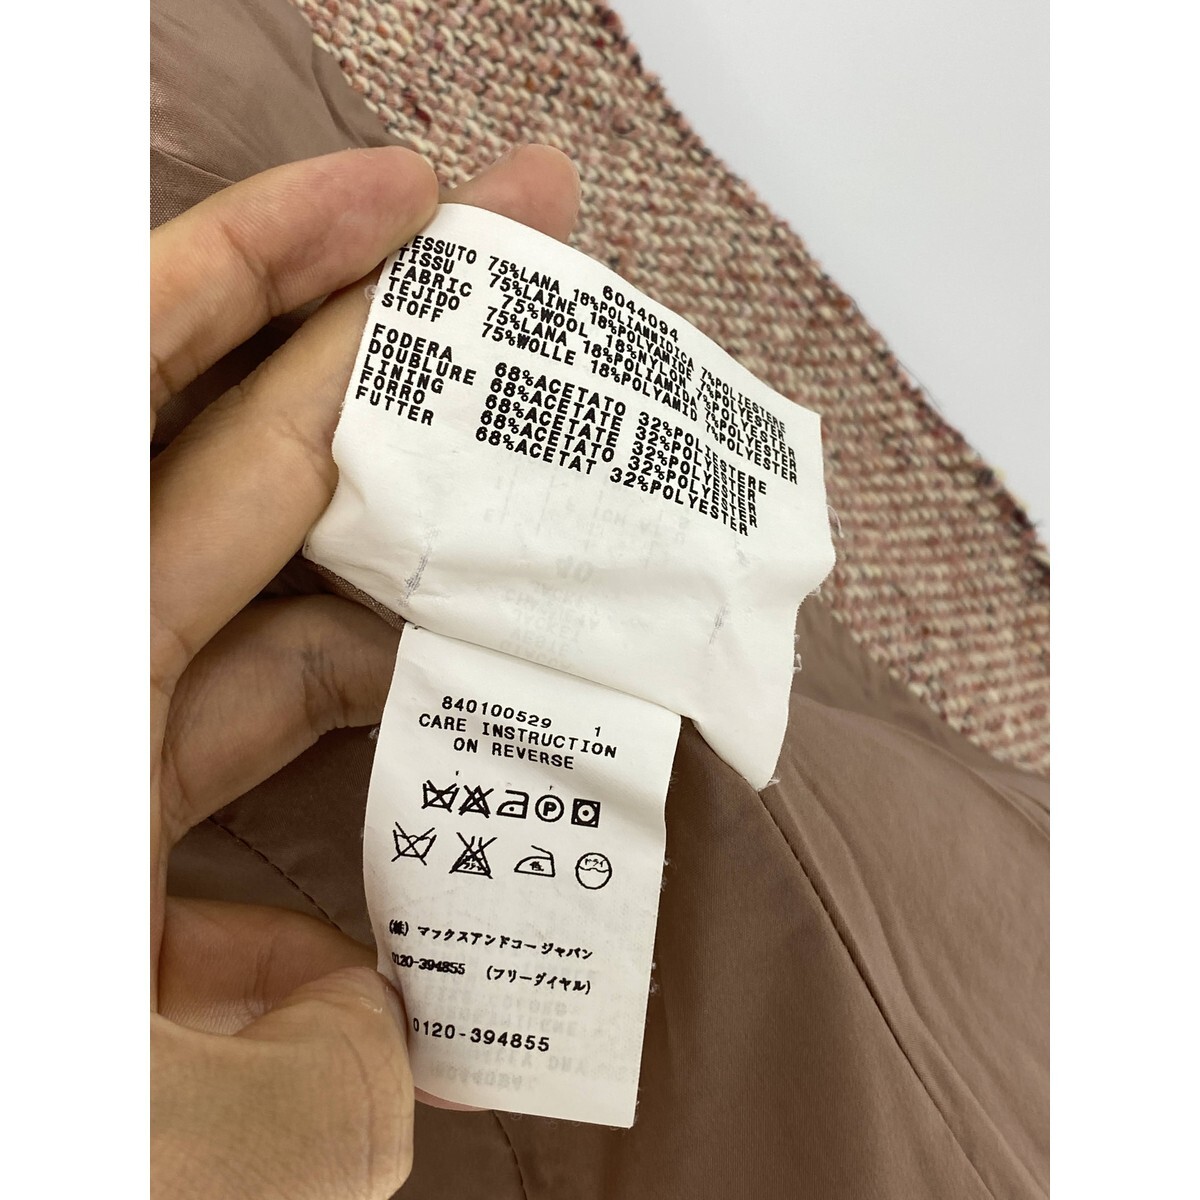 6044094
TESSUTO 75%LANA 18%POLIAMMIDICA 7%POLIESTERE
TISSU 75%LAINE 18%POLYAMIDE 7%POLYESTER
FABRIC 75%WOOL 18%NYLON 7%POLYESTER
TEJIDO 75%LANA 18%POLIAMIDA 7%POLYESTER
STOFF 75%WOLLE 18%POLYAMID 7%POLYESTER
FODERA 68%ACETATO 32%POLIESTERE
DOUBLURE 68%ACETATE 32%POLYESTER
LINING 68%ACETATE 32%POLYESTER
FORRO 68%ACETATO 32%POLYESTER
FUTTER 68%ACETAT 32%POLYESTER
840100529 1
CARE INSTRUCTION
ON REVERSE
P
ドライ
(株) マックスアンドコージャパン
0120-394855 (フリーダイヤル)
0120-394855